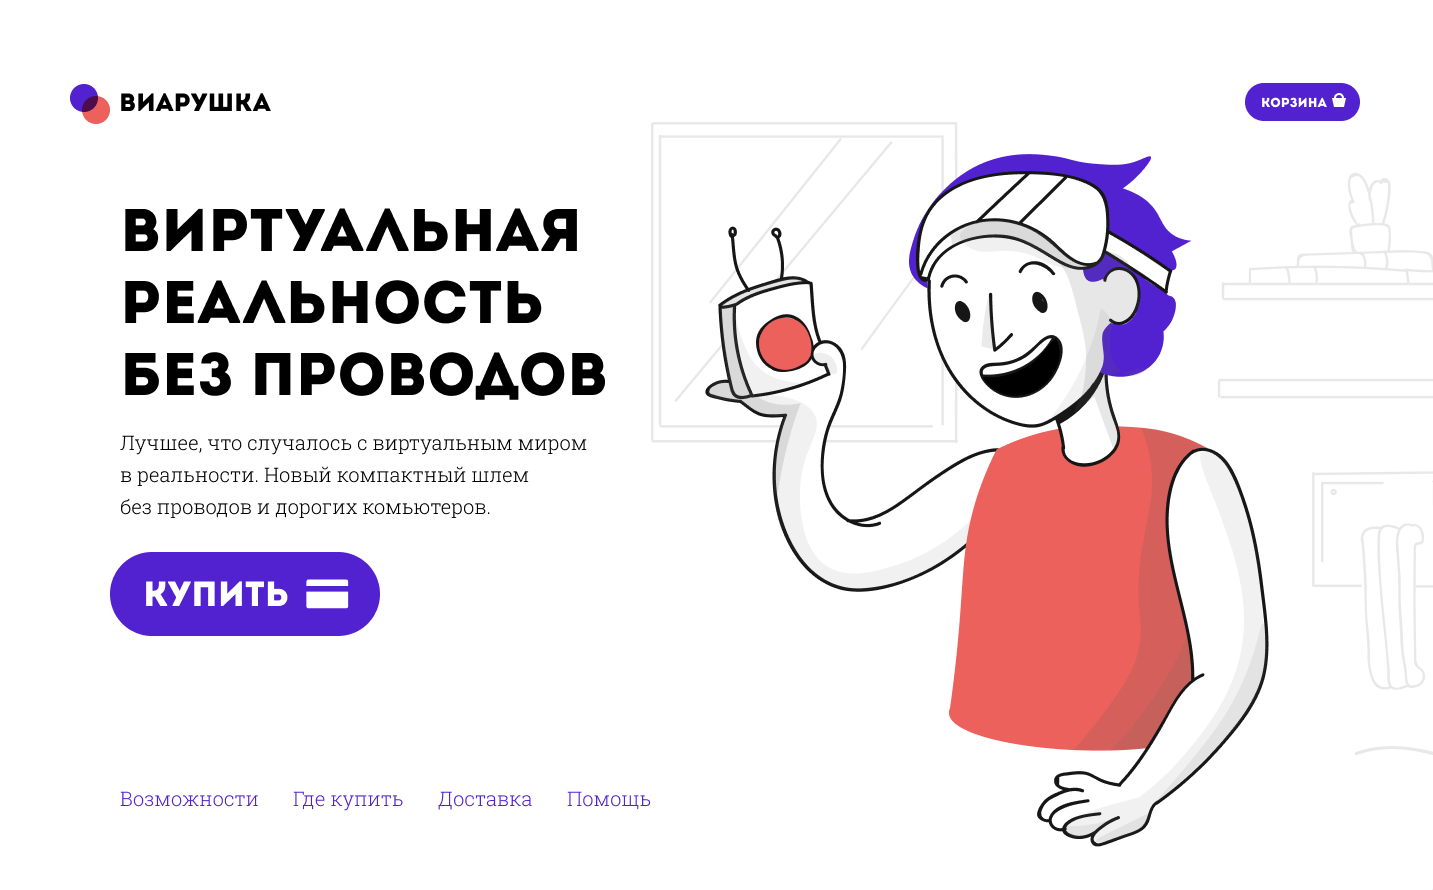 ВИАРУШКА
КОРЗИНА
ВИРТУАЛЬНАЯ
РЕАЛЬНОСТЬ
БЕЗ ПРОВОДОВ
Лучшее, что случалось с виртуальным миром
в реальности. Новый компактный шлем
без проводов и дорогих комьютеров.
КУПИТЬ
Возможности Где купить Доставка Помощь